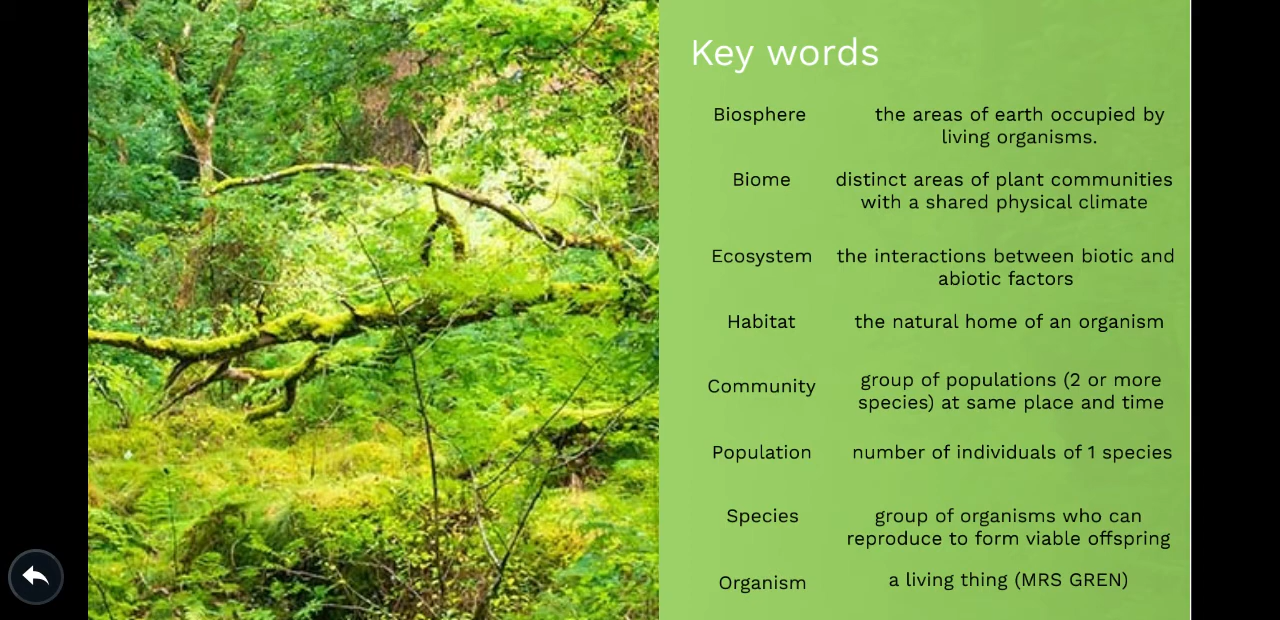 Key words
Biosphere
the areas of earth occupied by
living organisms.
Biome
distinct areas of plant communities
with a shared physical climate
Ecosystem
the interactions between biotic and
abiotic factors
Habitat
the natural home of an organism
Community
group of populations (2 or more
species) at same place and time
Population
number of individuals of 1 species
Species
group of organisms who can
reproduce to form viable offspring
Organism
a living thing (MRS GREN)